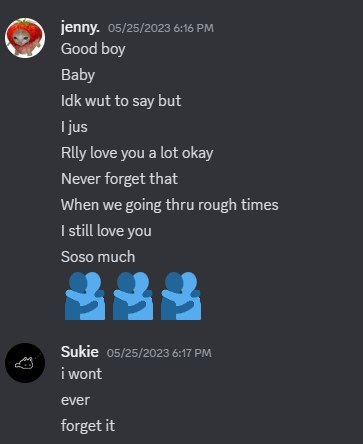 jenny. 05/25/2023 6:16 PM
Good boy
Baby
Idk wut to say but
I jus
Rlly love you a lot okay
Never forget that
When we going thru rough times
I still love you
Soso much
Sukie 05/25/2023 6:17 PM
i wont
ever
forget it